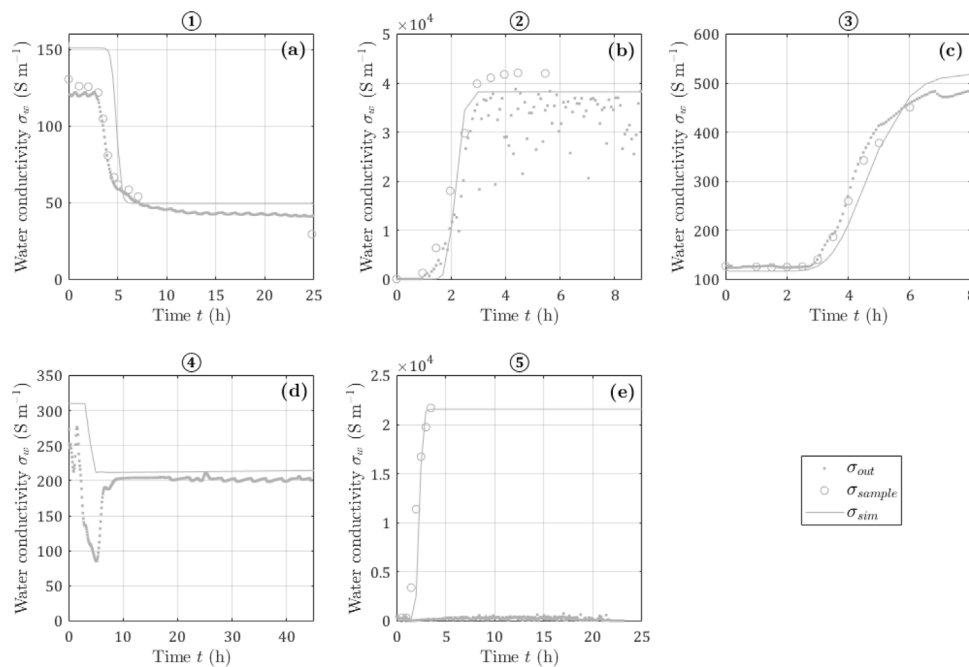 ① ② ③
×10⁴
(a) (b) (c)
Water conductivity σw (S m⁻¹)
150
100
50
0
0 5 10 15 20 25
Time t (h)
Water conductivity σw (S m⁻¹)
5
4
3
2
1
0
0 2 4 6 8
Time t (h)
Water conductivity σw (S m⁻¹)
600
500
400
300
200
100
0 2 4 6 8
Time t (h)
④ ⑤
×10⁴
(d) (e)
Water conductivity σw (S m⁻¹)
350
300
250
200
150
100
50
0
0 10 20 30 40
Time t (h)
Water conductivity σw (S m⁻¹)
2.5
2
1.5
1
0.5
0
0 5 10 15 20 25
Time t (h)
σout
σsample
σsim